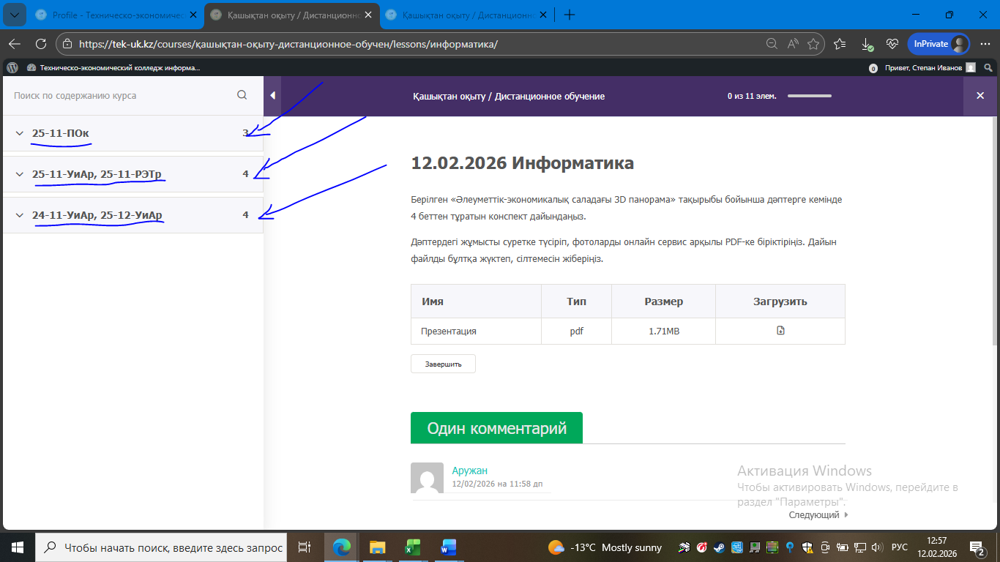 Profile - Техническо-экономическ
Қашықтан оқыту / Дистанционно
Қашықтан оқыту / Дистанционно
https://tek-uk.kz/courses/қашықтан-оқыту-дистанционное-обучен/lessons/информатика/
InPrivate
Техническо-экономический колледж информа...
0
Привет, Степан Иванов
Поиск по содержанию курса
Қашықтан оқыту / Дистанционное обучение
0 из 11 элем.
25-11-ПОк
3
25-11-УиАр, 25-11-РЭТр
4
24-11-УиАр, 25-12-УиАр
4
12.02.2026 Информатика
Берілген «Әлеуметтік-экономикалық саладағы 3D панорама» тақырыбы бойынша дәптерге кемінде
4 беттен тұратын конспект дайындаңыз.
Дәптердегі жұмысты суретке түсіріп, фотоларды онлайн сервис арқылы PDF-ке біріктіріңіз. Дайын
файлды бұлтқа жүктеп, сілтемесін жіберіңіз.
Имя Тип Размер Загрузить
Презентация pdf 1.71MB
Завершить
Один комментарий
Аружан
12/02/2026 на 11:58 дп
Активация Windows
Чтобы активировать Windows, перейдите в
раздел "Параметры".
Следующий
Чтобы начать поиск, введите здесь запрос
-13°C Mostly sunny
РУС
12:57
12.02.2026
2